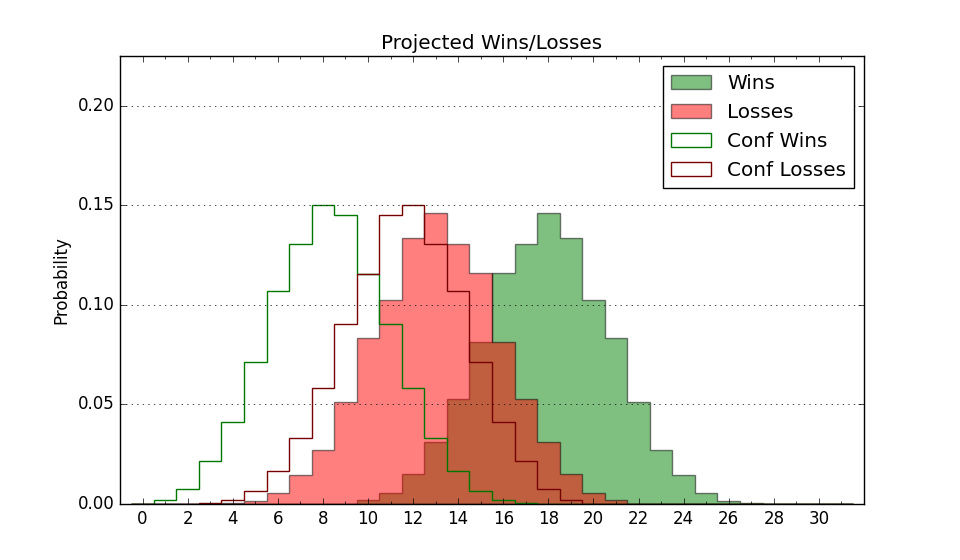 Projected Wins/Losses
Wins
Losses
Conf Wins
Conf Losses
Probability
0.20
0.15
0.10
0.05
0.00
0 2 4 6 8 10 12 14 16 18 20 22 24 26 28 30